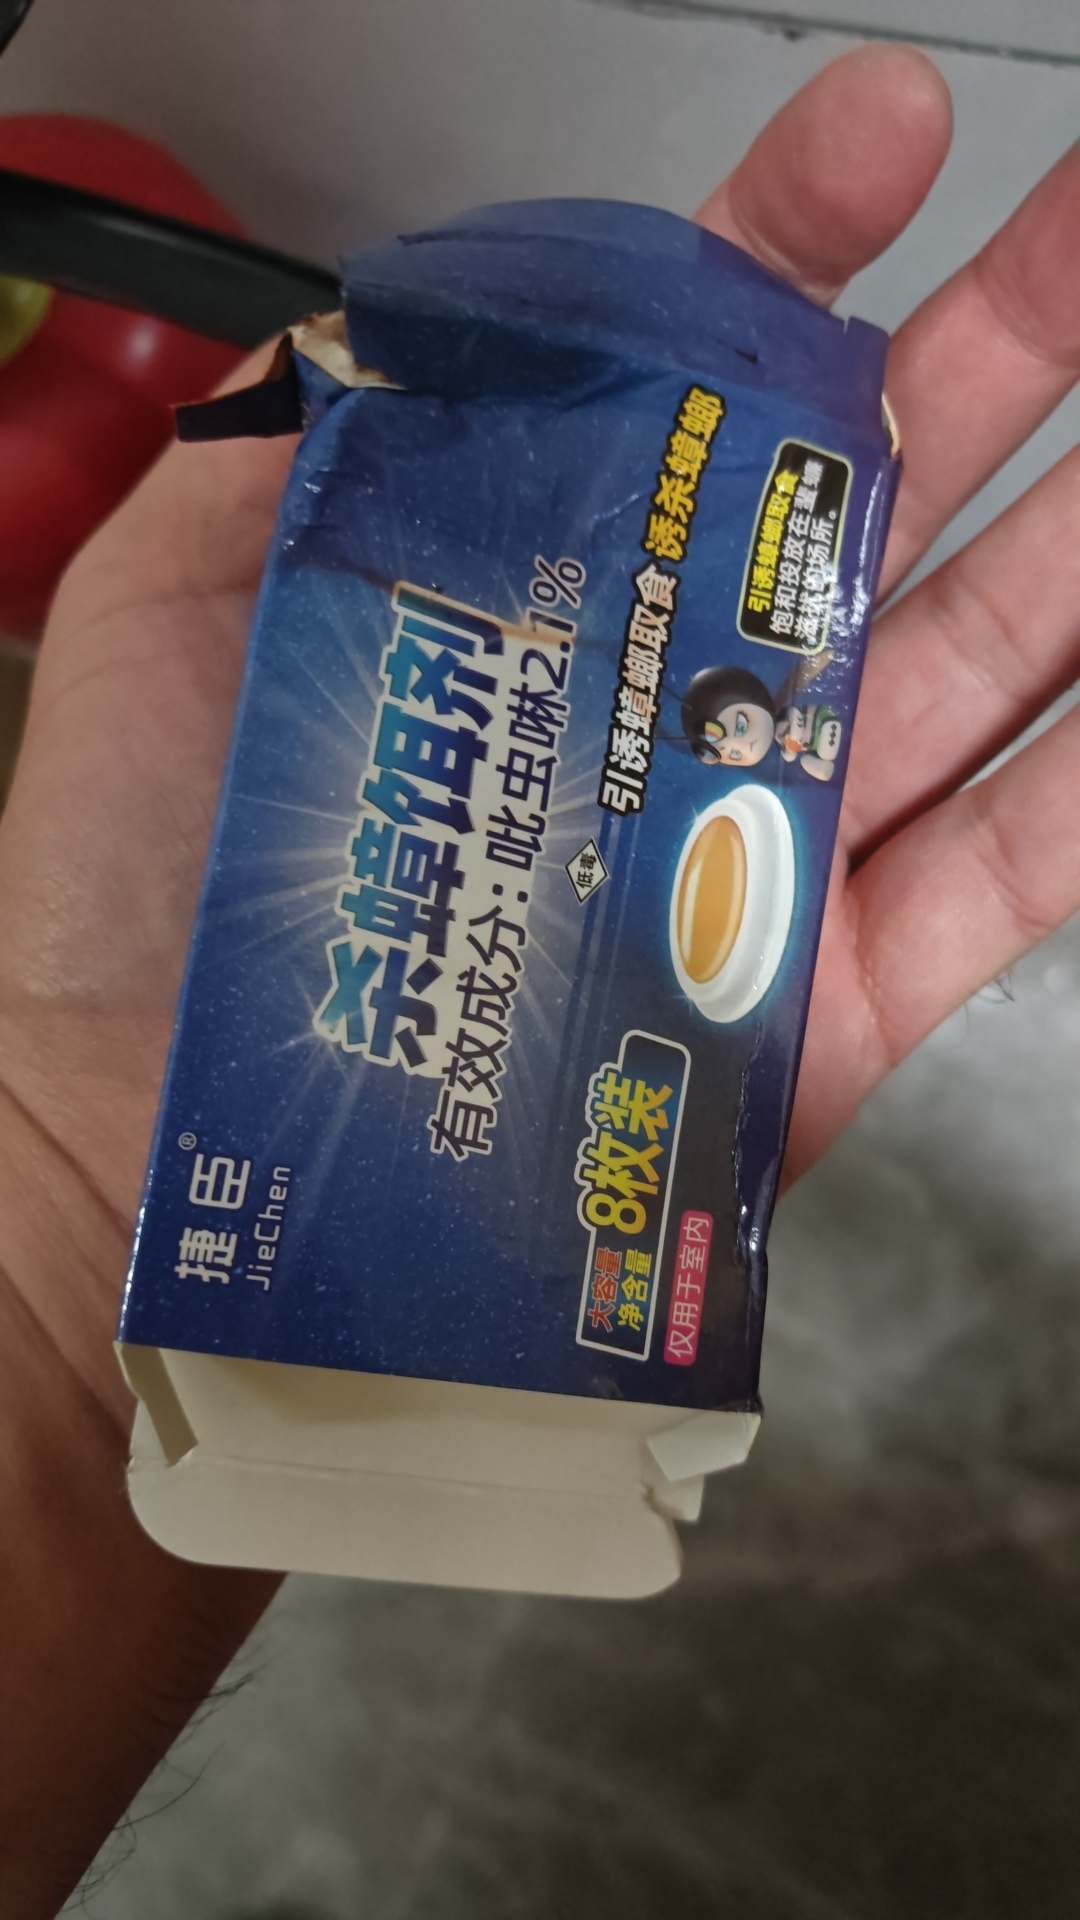 捷臣®
JieChen
杀蟑饵剂
有效成分:吡虫啉2.1%
低毒
引诱蟑螂取食 诱杀蟑螂
大容量
净含量
8枚装
仅用于室内
引诱蟑螂取食
饱和投放在蜚蠊
滋扰的场所。